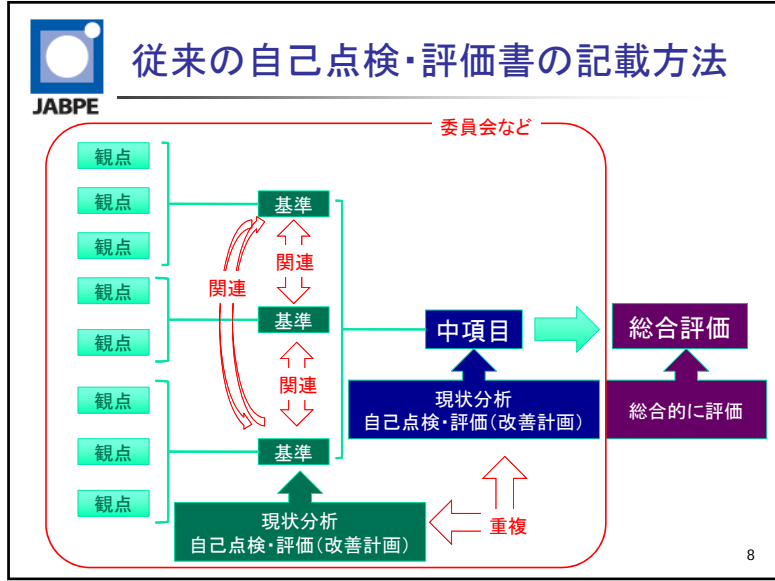 従来の自己点検・評価書の記載方法
JABPE
委員会など
観点
観点
観点
観点
観点
観点
観点
観点
基準
関連
関連
基準
関連
基準
中項目
総合評価
現状分析
自己点検・評価(改善計画)
総合的に評価
現状分析
自己点検・評価(改善計画)
重複
8